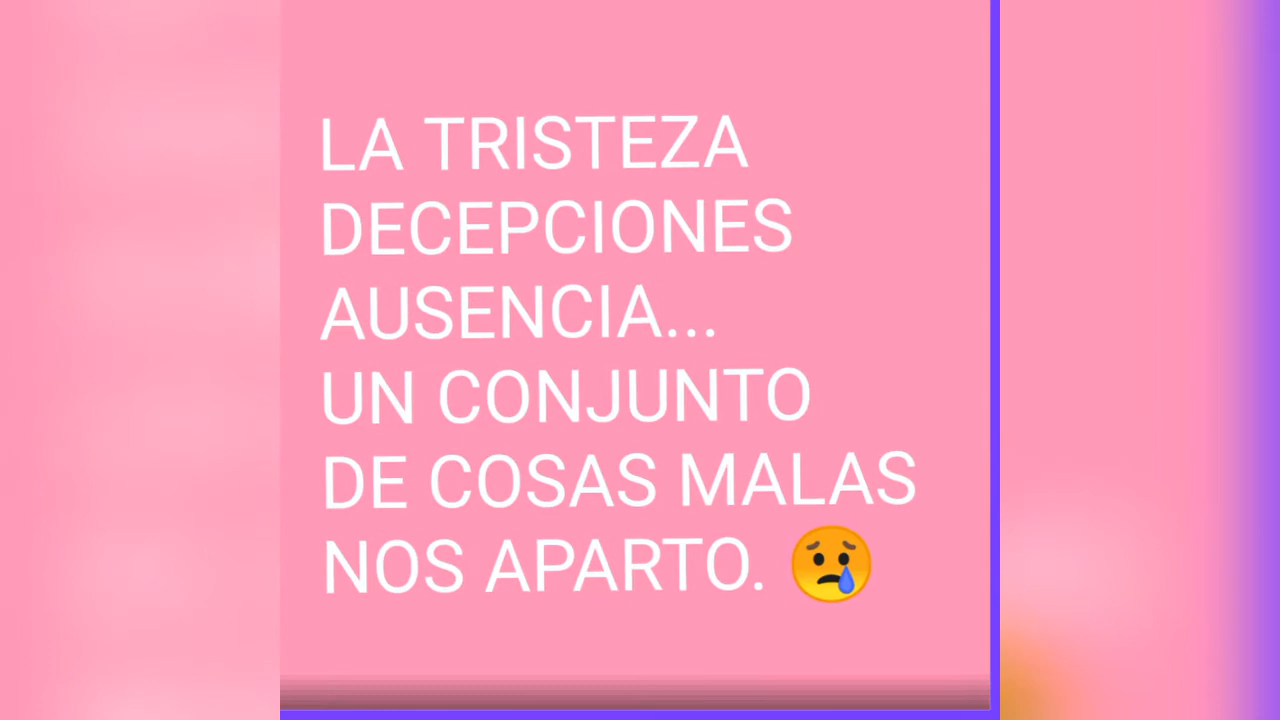 LA TRISTEZA
DECEPCIONES
AUSENCIA...
UN CONJUNTO
DE COSAS MALAS
NOS APARTO. 😢